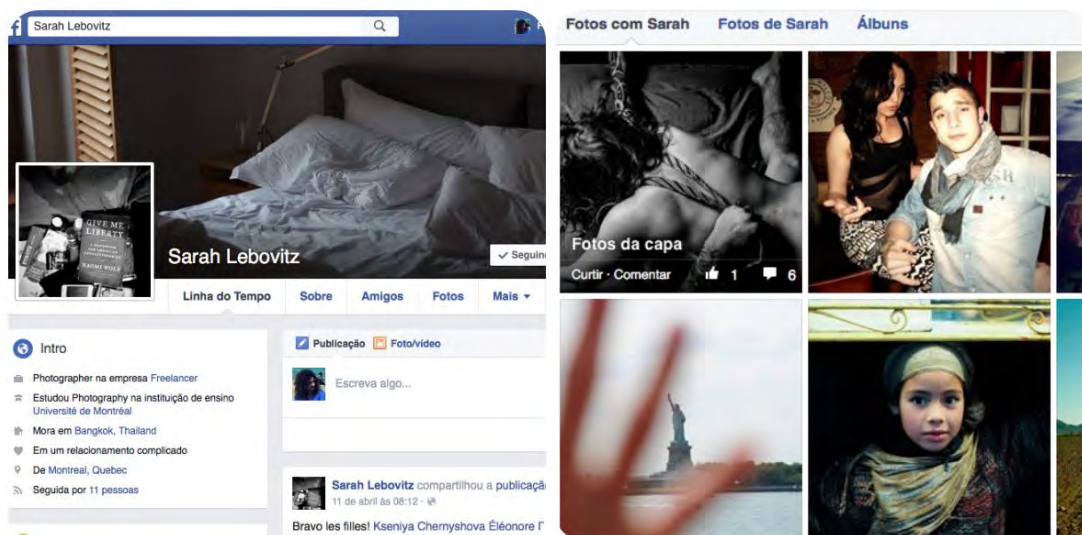 Sarah Lebovitz
GIVE ME
LIBERTY
NAOMI WOLF
Sarah Lebovitz
Linha do Tempo Sobre Amigos Fotos Mais
Intro
Photographer na empresa Freelancer
Estudou Photography na instituição de ensino
Université de Montréal
Mora em Bangkok, Thailand
Em um relacionamento complicado
De Montreal, Quebec
Seguida por 11 pessoas
Publicação Foto/vídeo
Escreva algo...
Sarah Lebovitz compartilhou a
11 de abril às 08:12 ·
Bravo les filles! Kseniya Chernyshova Éléonore
Fotos com Sarah Fotos de Sarah Álbuns
Fotos da capa
Curtir · Comentar 1 6